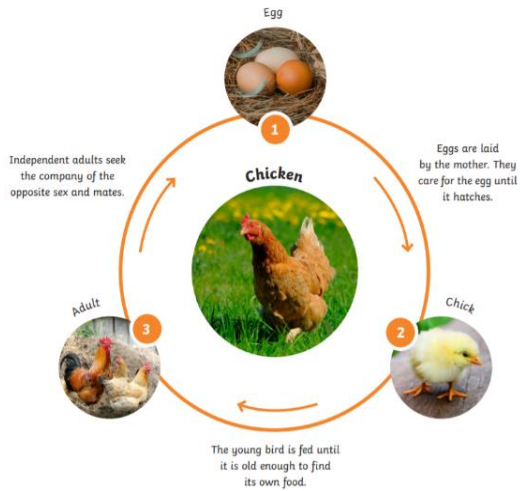 Egg
1
Eggs are laid
by the mother. They
care for the egg until
it hatches.
Independent adults seek
the company of the
opposite sex and mates.
Chicken
Chick
2
Adult
3
The young bird is fed until
it is old enough to find
its own food.